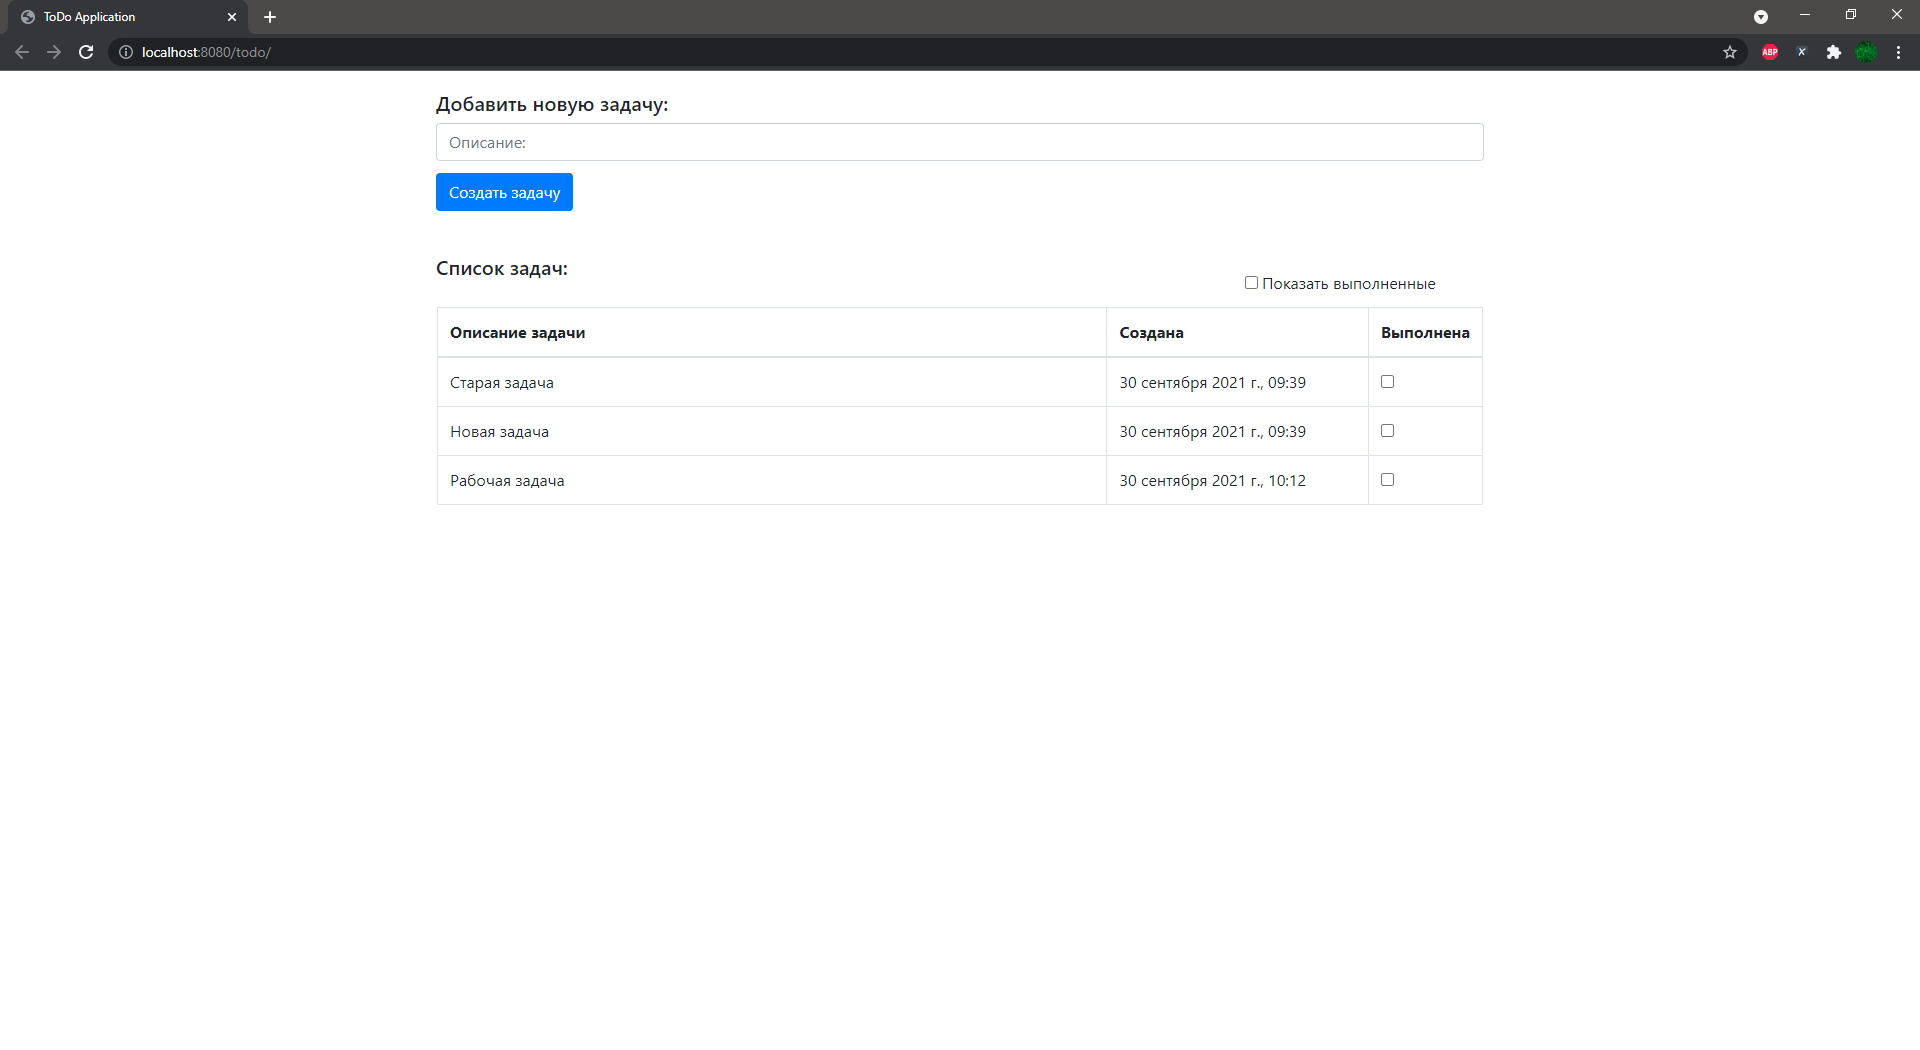 ToDo Application
localhost:8080/todo/
ABP
X
Добавить новую задачу:
Описание:
Создать задачу
Список задач:
Показать выполненные
Описание задачи Создана Выполнена
Старая задача 30 сентября 2021 г., 09:39
Новая задача 30 сентября 2021 г., 09:39
Рабочая задача 30 сентября 2021 г., 10:12